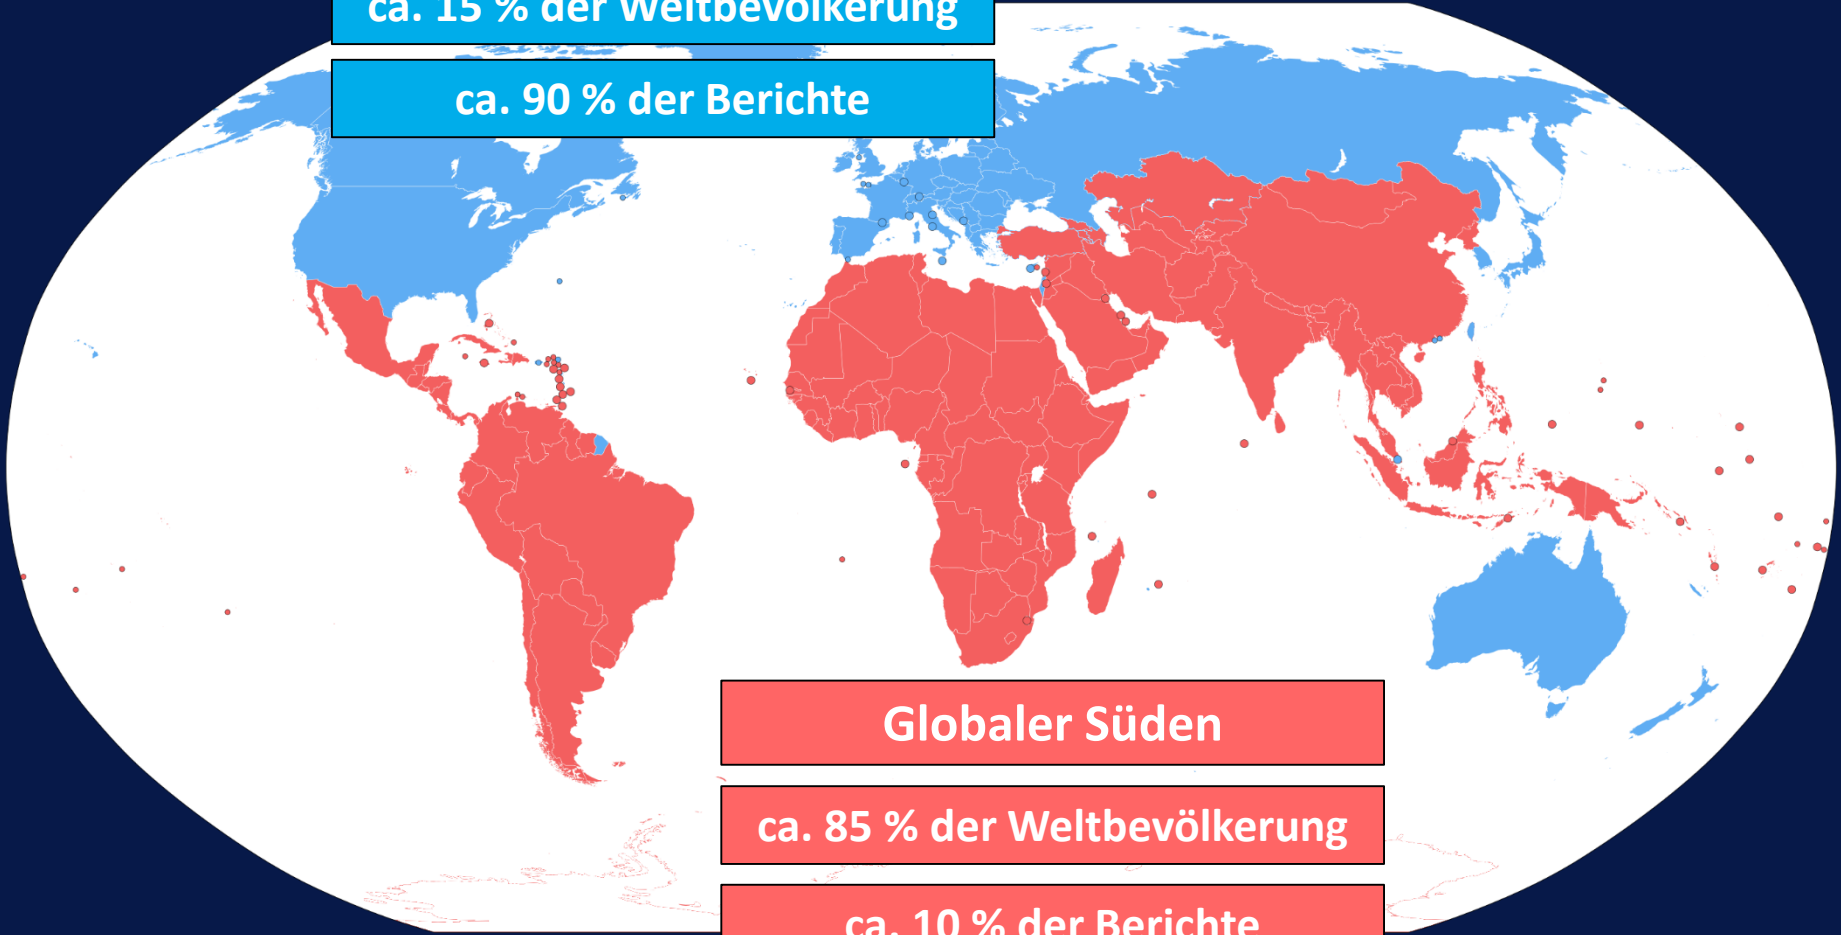 ca. 15 % der Weltbevölkerung
ca. 90 % der Berichte
Globaler Süden
ca. 85 % der Weltbevölkerung
ca. 10 % der Berichte